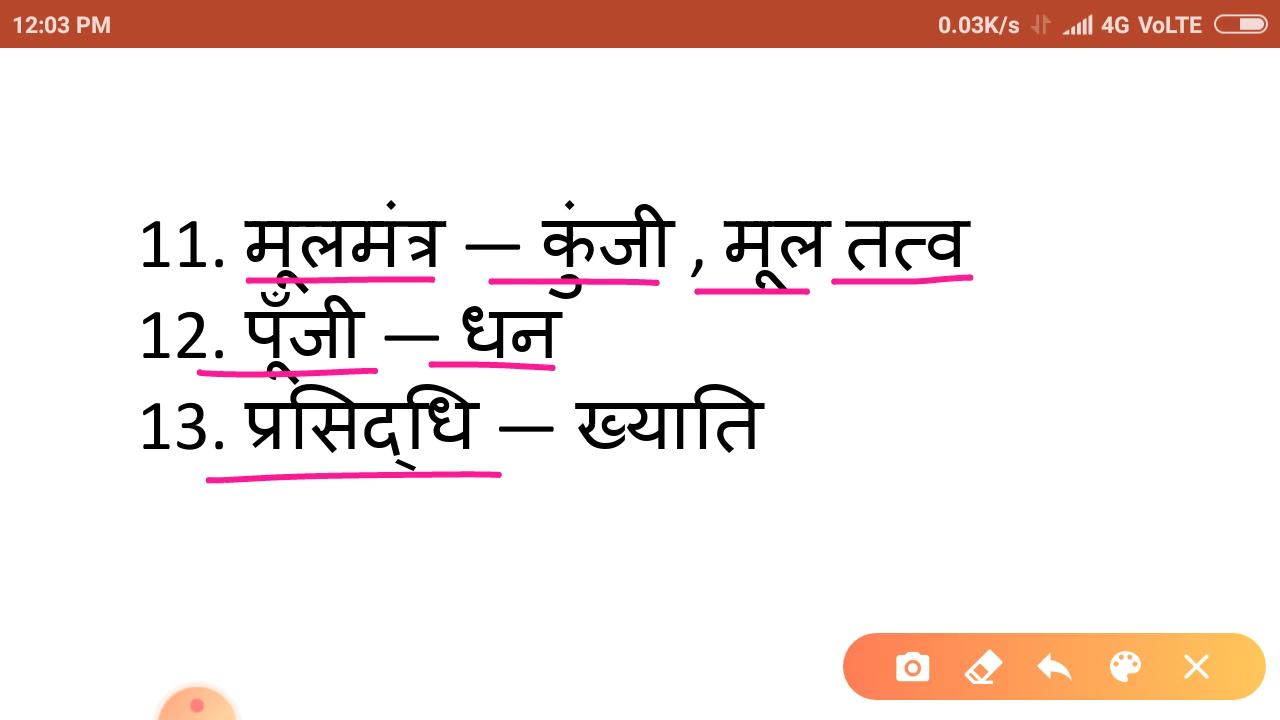 12:03 PM 0.03K/s 4G VoLTE
11. मूलमंत्र — कुंजी , मूल तत्व
12. पूँजी — धन
13. प्रसिद्‌धि — ख्याति